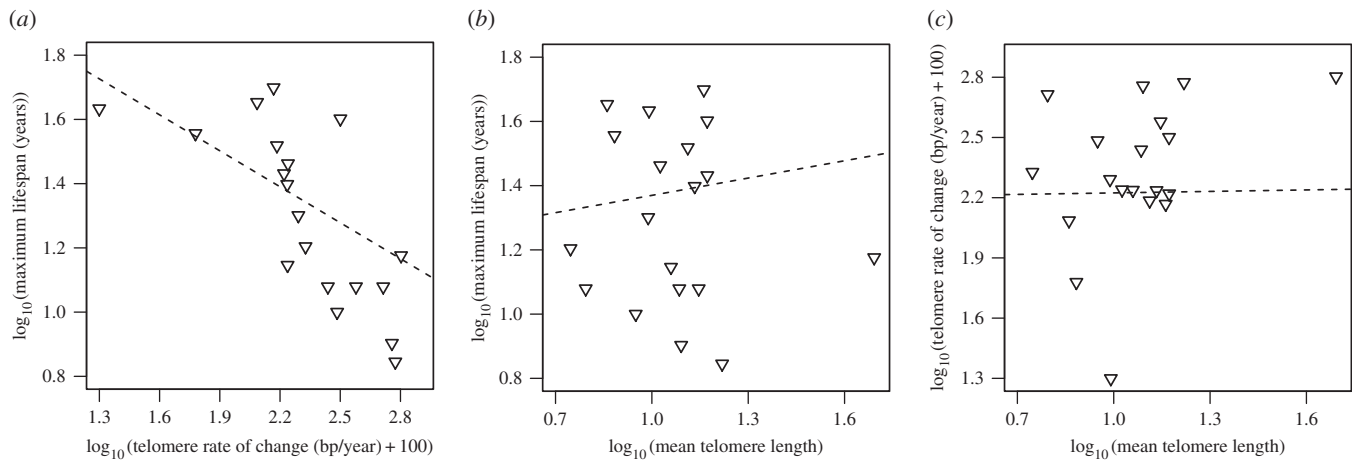 (a)
log10(maximum lifespan (years))
1.8
1.6
1.4
1.2
1.0
0.8
1.3 1.6 1.9 2.2 2.5 2.8
log10(telomere rate of change (bp/year) + 100)
(b)
log10(maximum lifespan (years))
1.8
1.6
1.4
1.2
1.0
0.8
0.7 1.0 1.3 1.6
log10(mean telomere length)
(c)
log10(telomere rate of change (bp/year) + 100)
2.8
2.5
2.2
1.9
1.6
1.3
0.7 1.0 1.3 1.6
log10(mean telomere length)